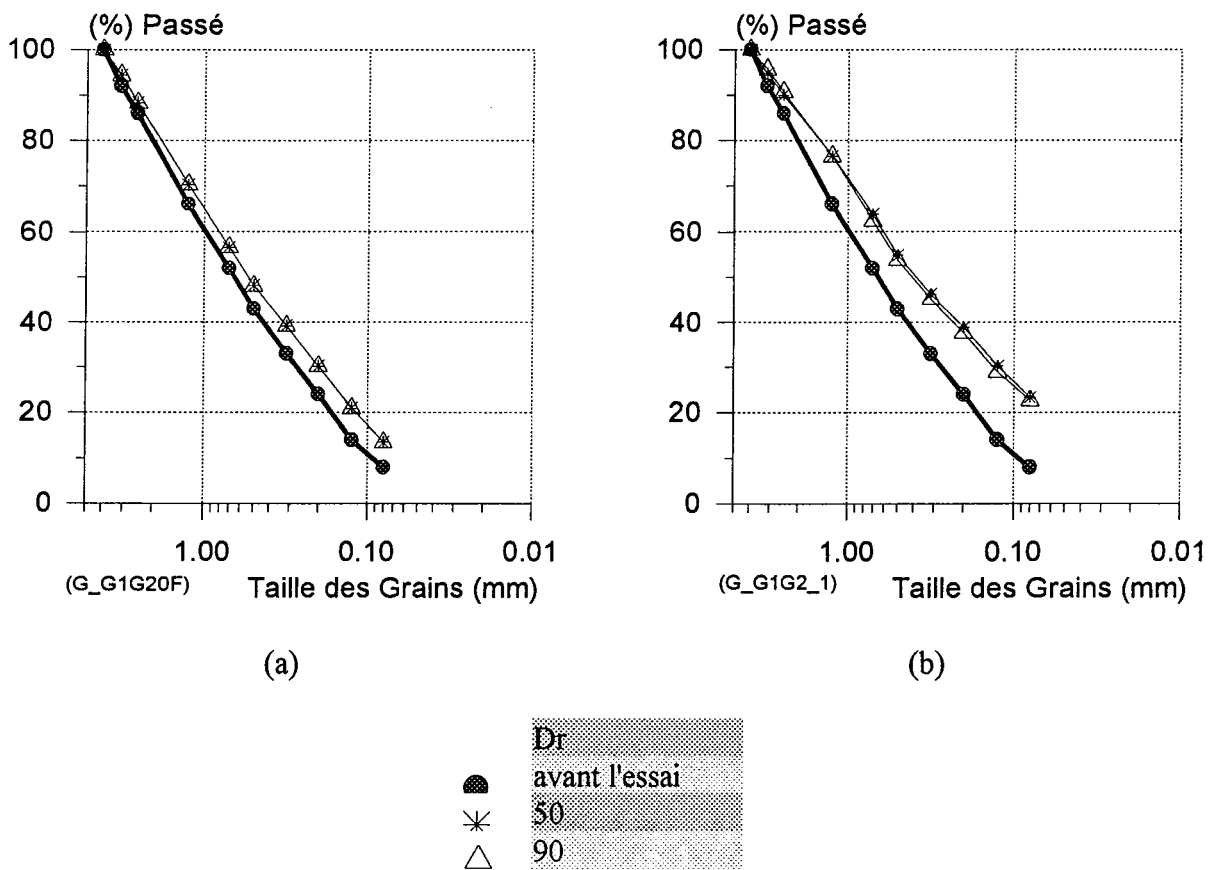 (%) Passé
100
80
60
40
20
0
1.00 0.10 0.01
(G_G1G20F) Taille des Grains (mm)
(a)
(%) Passé
100
80
60
40
20
0
1.00 0.10 0.01
(G_G1G2_1) Taille des Grains (mm)
(b)
Dr
avant l'essai
50
90